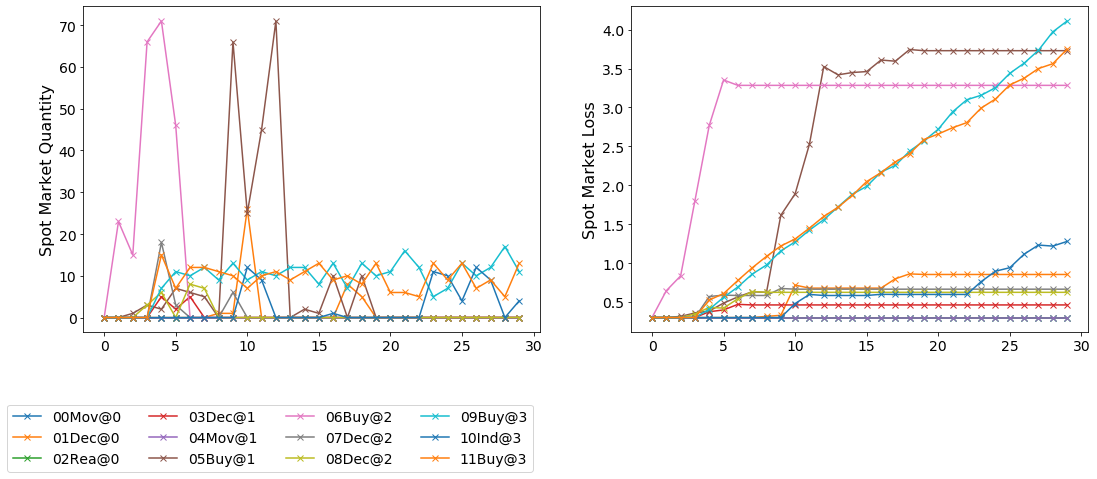 Spot Market Quantity
70
60
50
40
30
20
10
0
0 5 10 15 20 25 30
Spot Market Loss
4.0
3.5
3.0
2.5
2.0
1.5
1.0
0.5
0 5 10 15 20 25 30
00Mov@0 03Dec@1 06Buy@2 09Buy@3
01Dec@0 04Mov@1 07Dec@2 10Ind@3
02Rea@0 05Buy@1 08Dec@2 11Buy@3